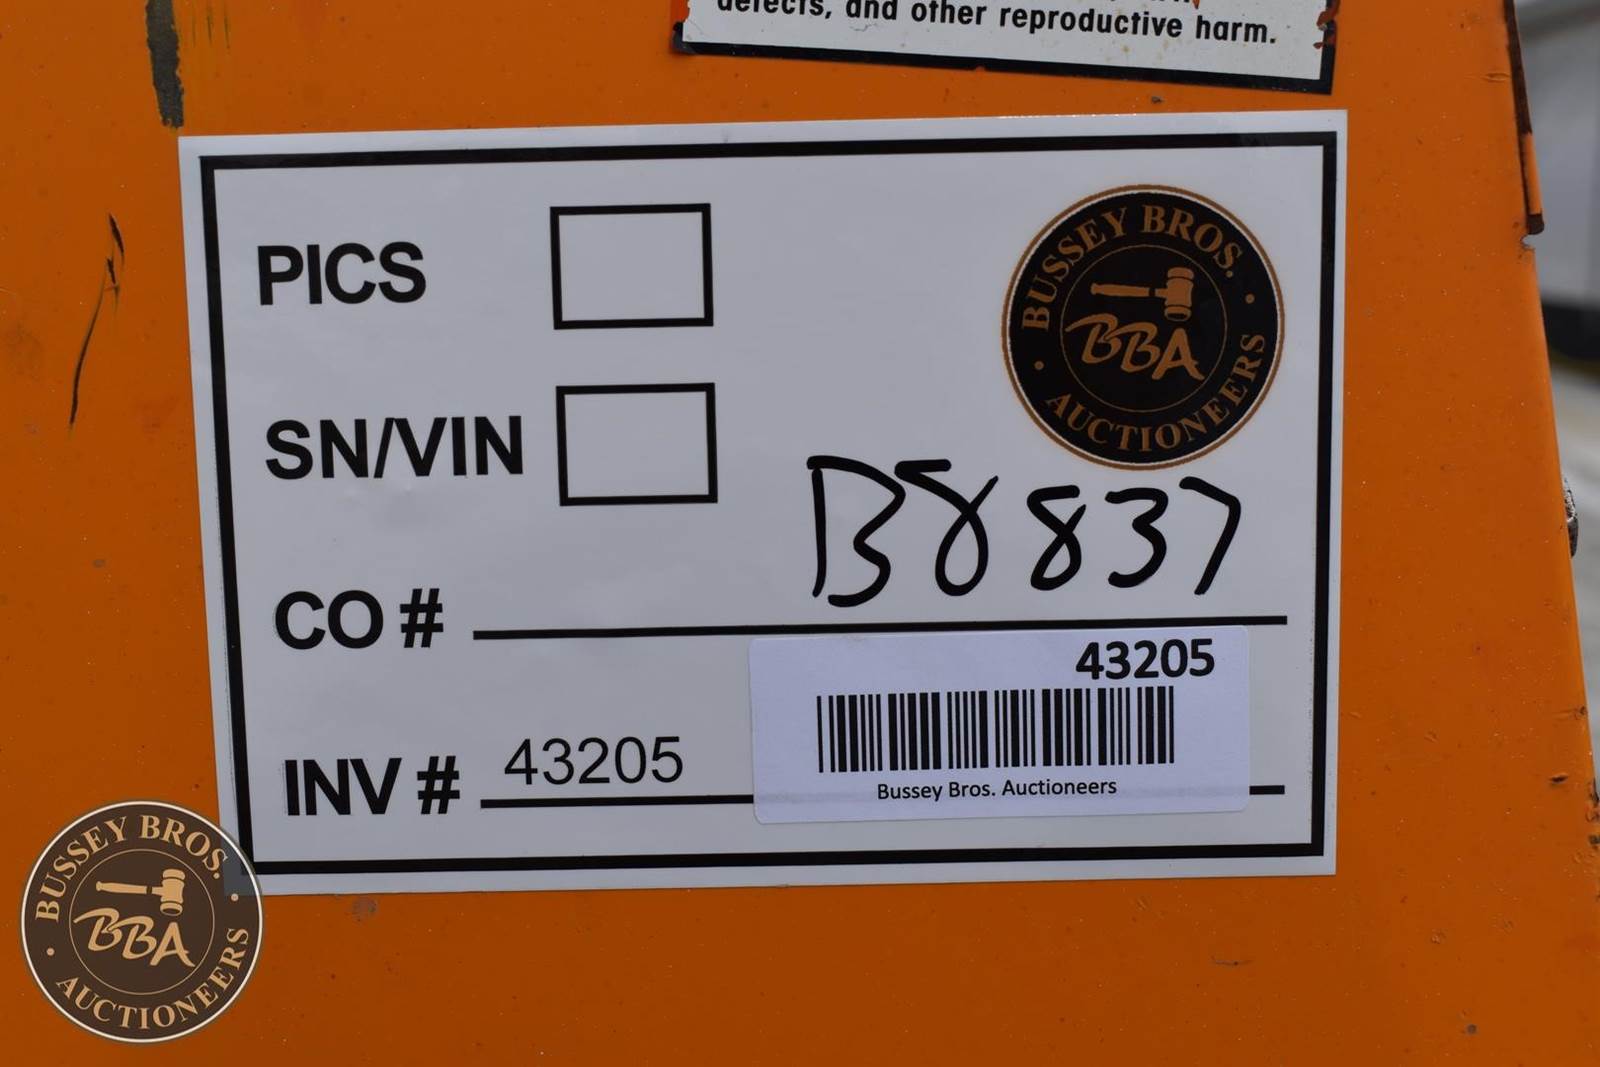 defects, and other reproductive harm.
PICS
BUSSEY BROS.
BBA
AUCTIONEERS
SN/VIN
B8837
CO #
43205
INV # 43205
Bussey Bros. Auctioneers
BUSSEY BROS.
BBA
AUCTIONEERS